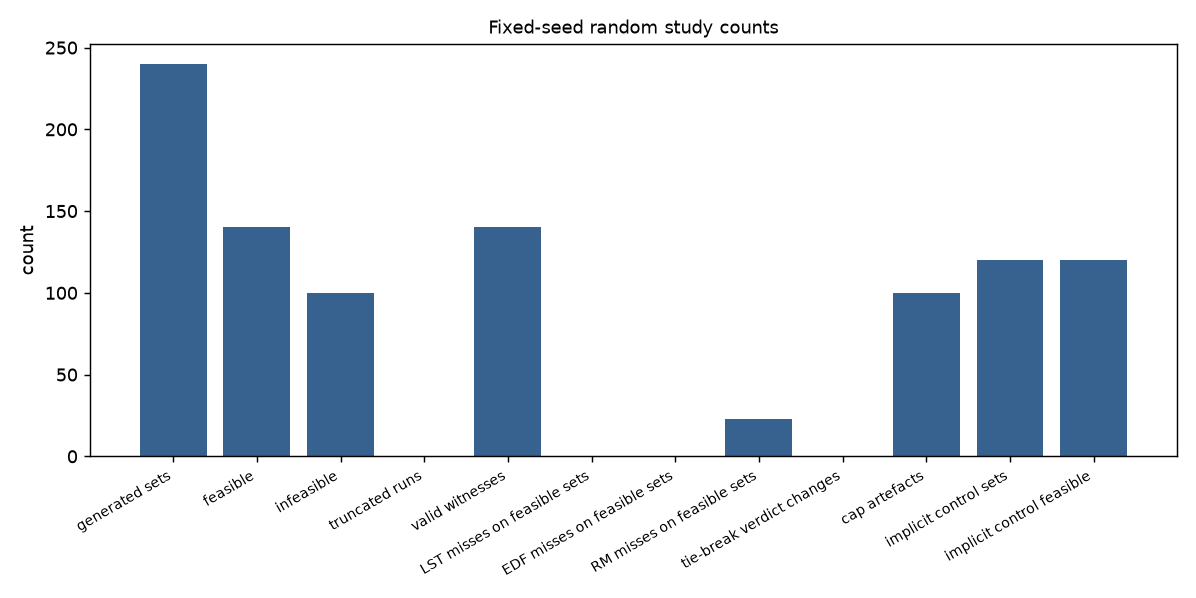 Fixed-seed random study counts
count
250
200
150
100
50
0
generated sets
feasible
infeasible
truncated runs
valid witnesses
LST misses on feasible sets
EDF misses on feasible sets
RM misses on feasible sets
tie-break verdict changes
cap artefacts
implicit control sets
implicit control feasible